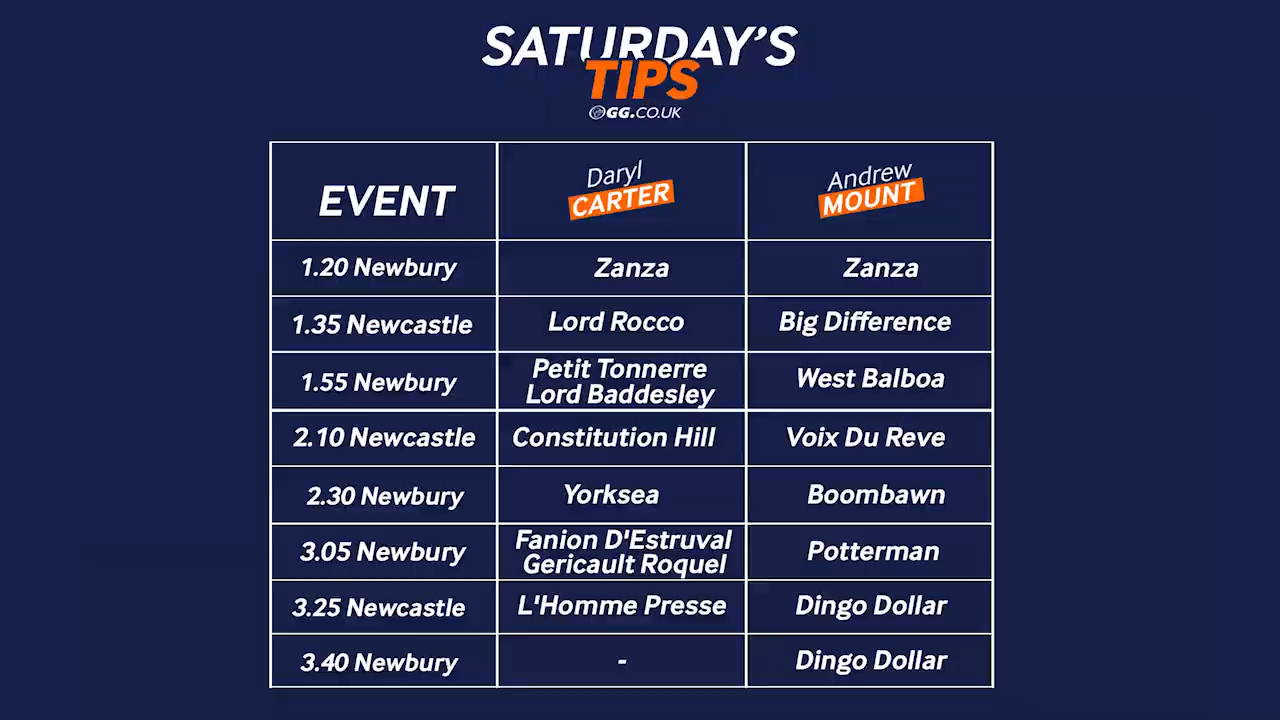 SATURDAY'S
TIPS
GG.CO.UK
EVENT
Daryl
CARTER
Andrew
MOUNT
1.20 Newbury
Zanza
Zanza
1.35 Newcastle
Lord Rocco
Big Difference
1.55 Newbury
Petit Tonnerre
Lord Baddesley
West Balboa
2.10 Newcastle
Constitution Hill
Voix Du Reve
2.30 Newbury
Yorksea
Boombawn
3.05 Newbury
Fanion D'Estruval
Gericault Roquel
Potterman
3.25 Newcastle
L'Homme Presse
Dingo Dollar
3.40 Newbury
-
Dingo Dollar